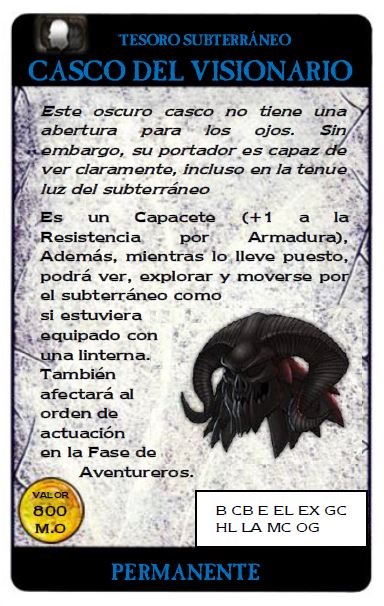 TESORO SUBTERRÁNEO
CASCO DEL VISIONARIO
Este oscuro casco no tiene una
abertura para los ojos. Sin
embargo, su portador es capaz de
ver claramente, incluso en la tenue
luz del subterráneo
Es un Capacete (+1 a la
Resistencia por Armadura),
Además, mientras lo lleve puesto,
podrá ver, explorar y moverse por
el subterráneo como
si estuviera
equipado con
una linterna.
También
afectará al
orden de
actuación
en la Fase de
Aventureros.
VALOR
800
M.O
B CB E EL EX GC
HL LA MC OG
PERMANENTE